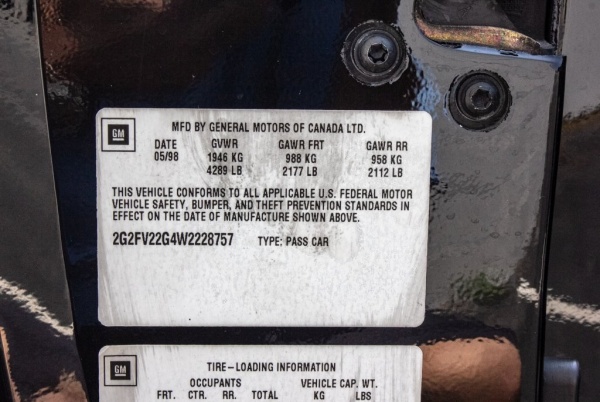 GM
MFD BY GENERAL MOTORS OF CANADA LTD.
DATE GVWR GAWR FRT GAWR RR
05/98 1946 KG 988 KG 958 KG
4289 LB 2177 LB 2112 LB
THIS VEHICLE CONFORMS TO ALL APPLICABLE U.S. FEDERAL MOTOR
VEHICLE SAFETY, BUMPER, AND THEFT PREVENTION STANDARDS IN
EFFECT ON THE DATE OF MANUFACTURE SHOWN ABOVE.
2G2FV22G4W2228757 TYPE: PASS CAR
GM
TIRE–LOADING INFORMATION
OCCUPANTS VEHICLE CAP. WT.
FRT. CTR. RR. TOTAL KG LBS